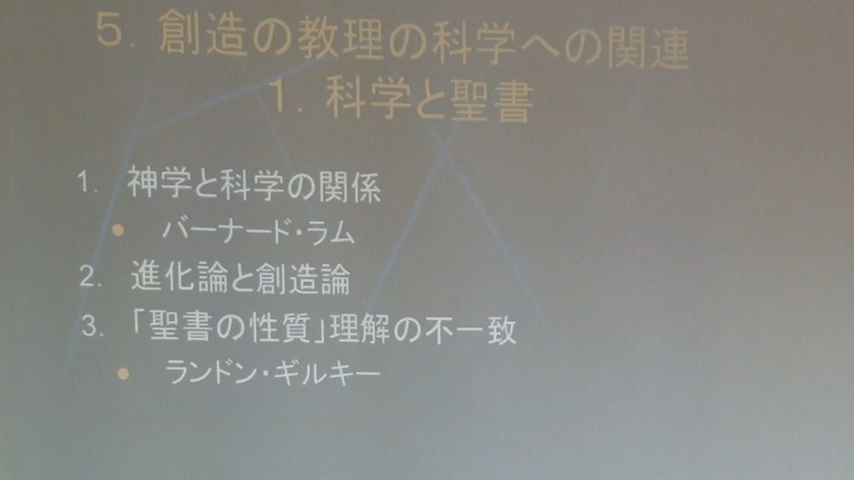 5. 創造の教理の科学への関連
1. 科学と聖書
1. 神学と科学の関係
• バーナード・ラム
2. 進化論と創造論
3. 「聖書の性質」理解の不一致
• ランドン・ギルキー